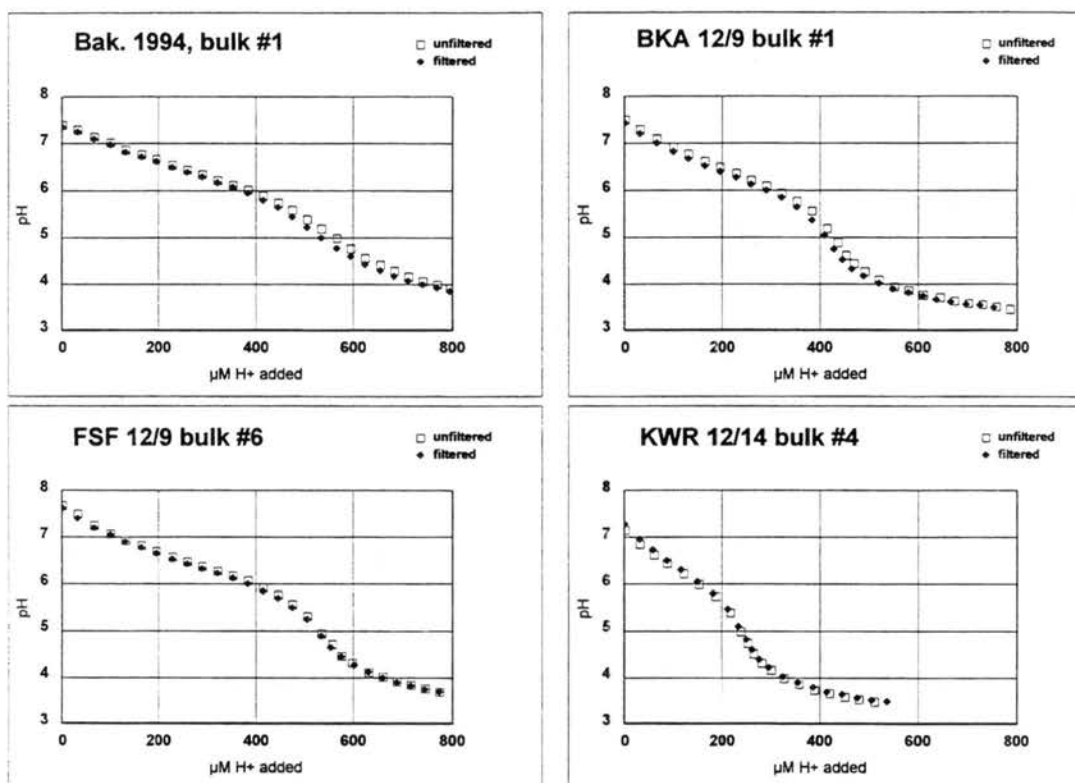 Bak. 1994, bulk #1
□ unfiltered
♦ filtered
8
7
6
5
4
3
pH
0 200 400 600 800
µM H+ added
BKA 12/9 bulk #1
□ unfiltered
♦ filtered
8
7
6
5
4
3
pH
0 200 400 600 800
µM H+ added
FSF 12/9 bulk #6
□ unfiltered
♦ filtered
8
7
6
5
4
3
pH
0 200 400 600 800
µM H+ added
KWR 12/14 bulk #4
□ unfiltered
♦ filtered
8
7
6
5
4
3
pH
0 200 400 600 800
µM H+ added